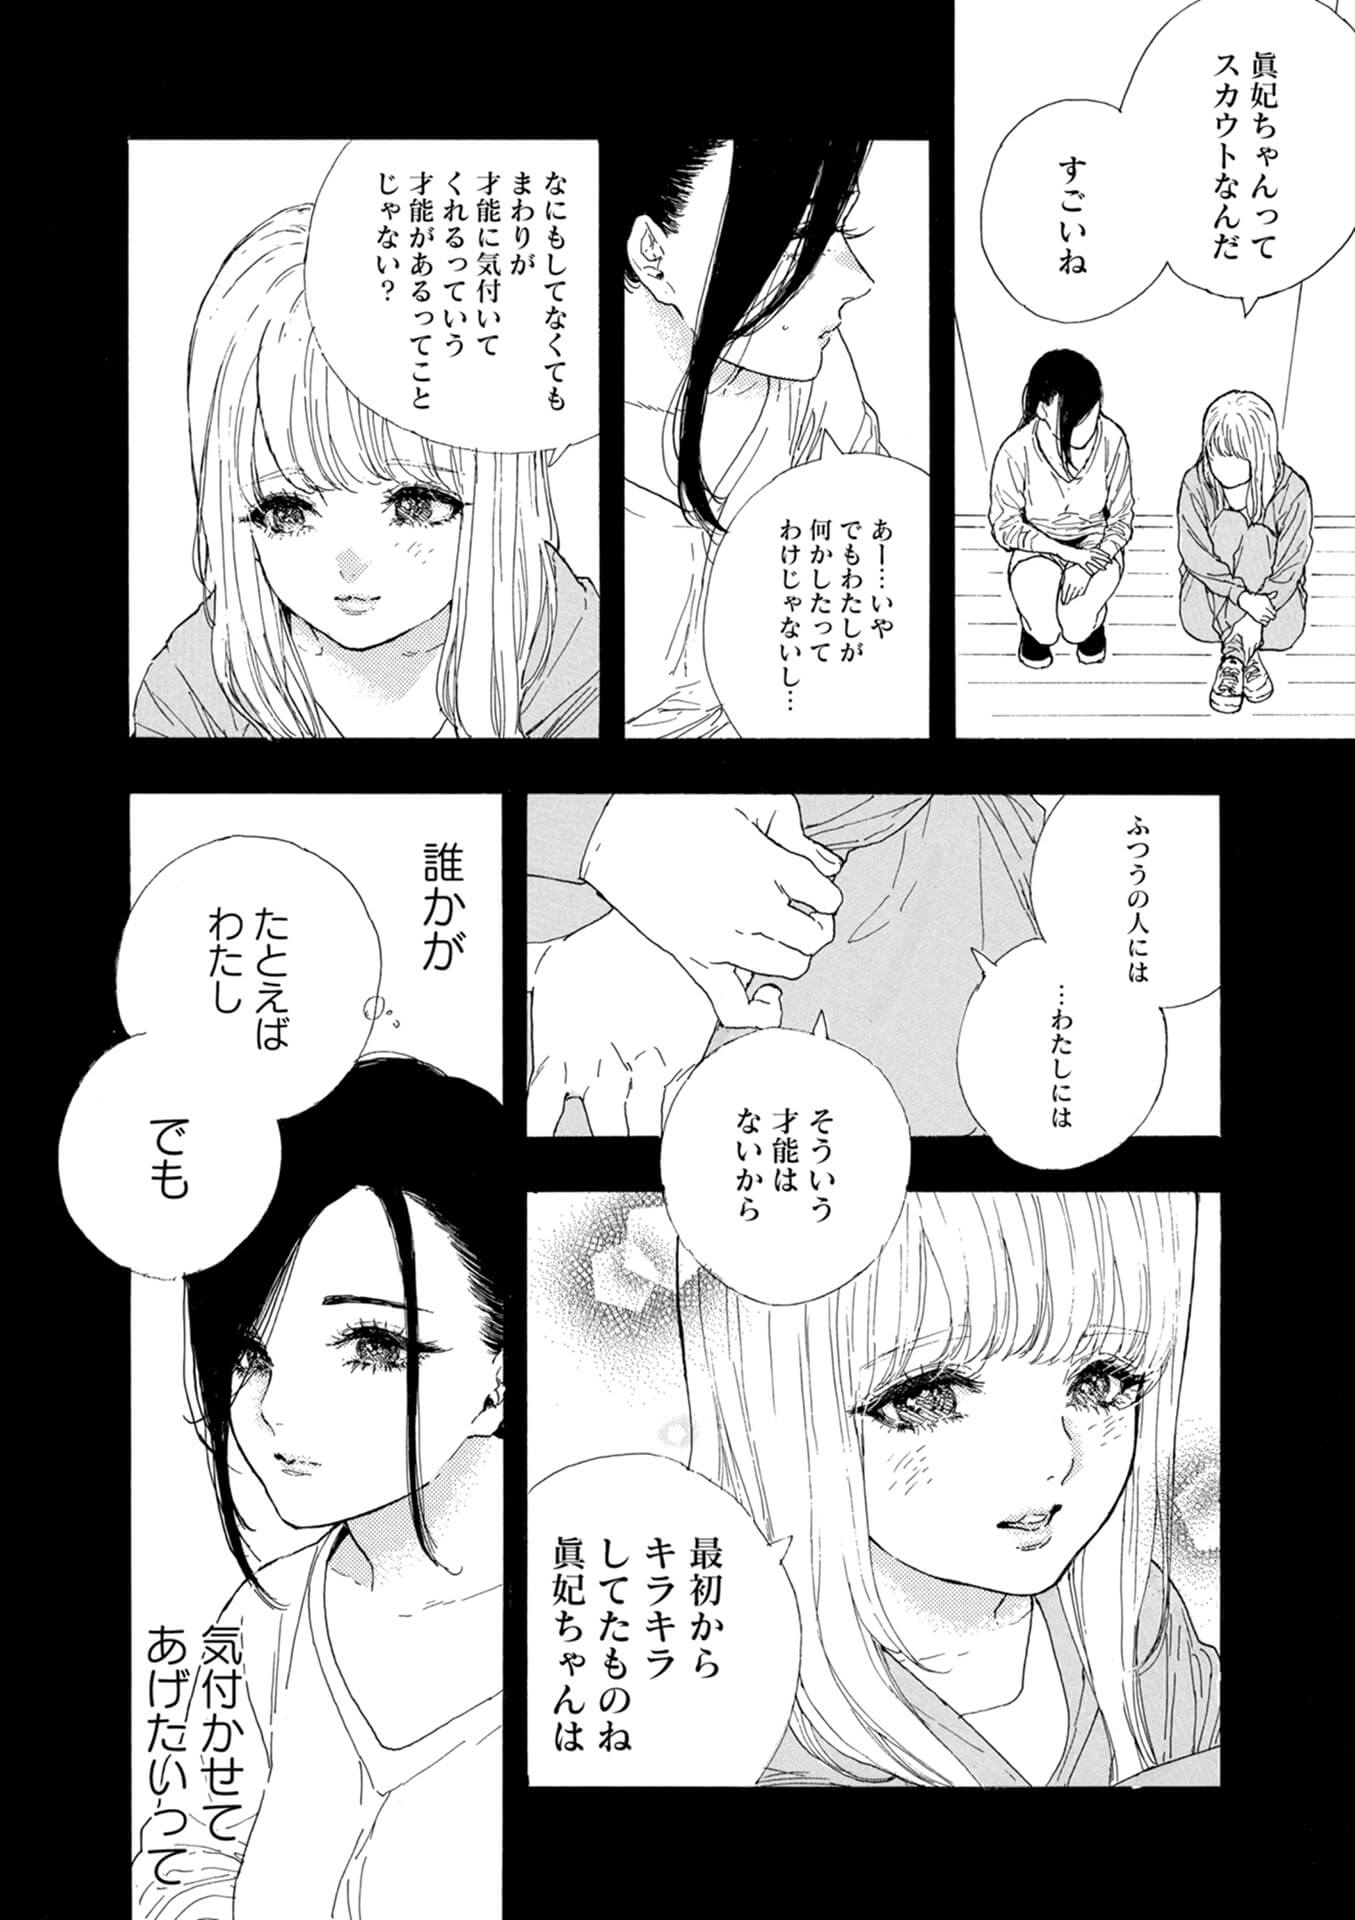 眞妃ちゃんって
スカウトなんだ
すごいね
あー…いや
でもわたしが
何かしたって
わけじゃないし…
なにもしてなくても
まわりが
才能に気付いて
くれるっていう
才能があるってこと
じゃない？
ふつうの人には
…わたしには
そういう
才能は
ないから
最初から
キラキラ
してたものね
眞妃ちゃんは
誰かが
たとえば
わたし
でも
気付かせて
あげたいって